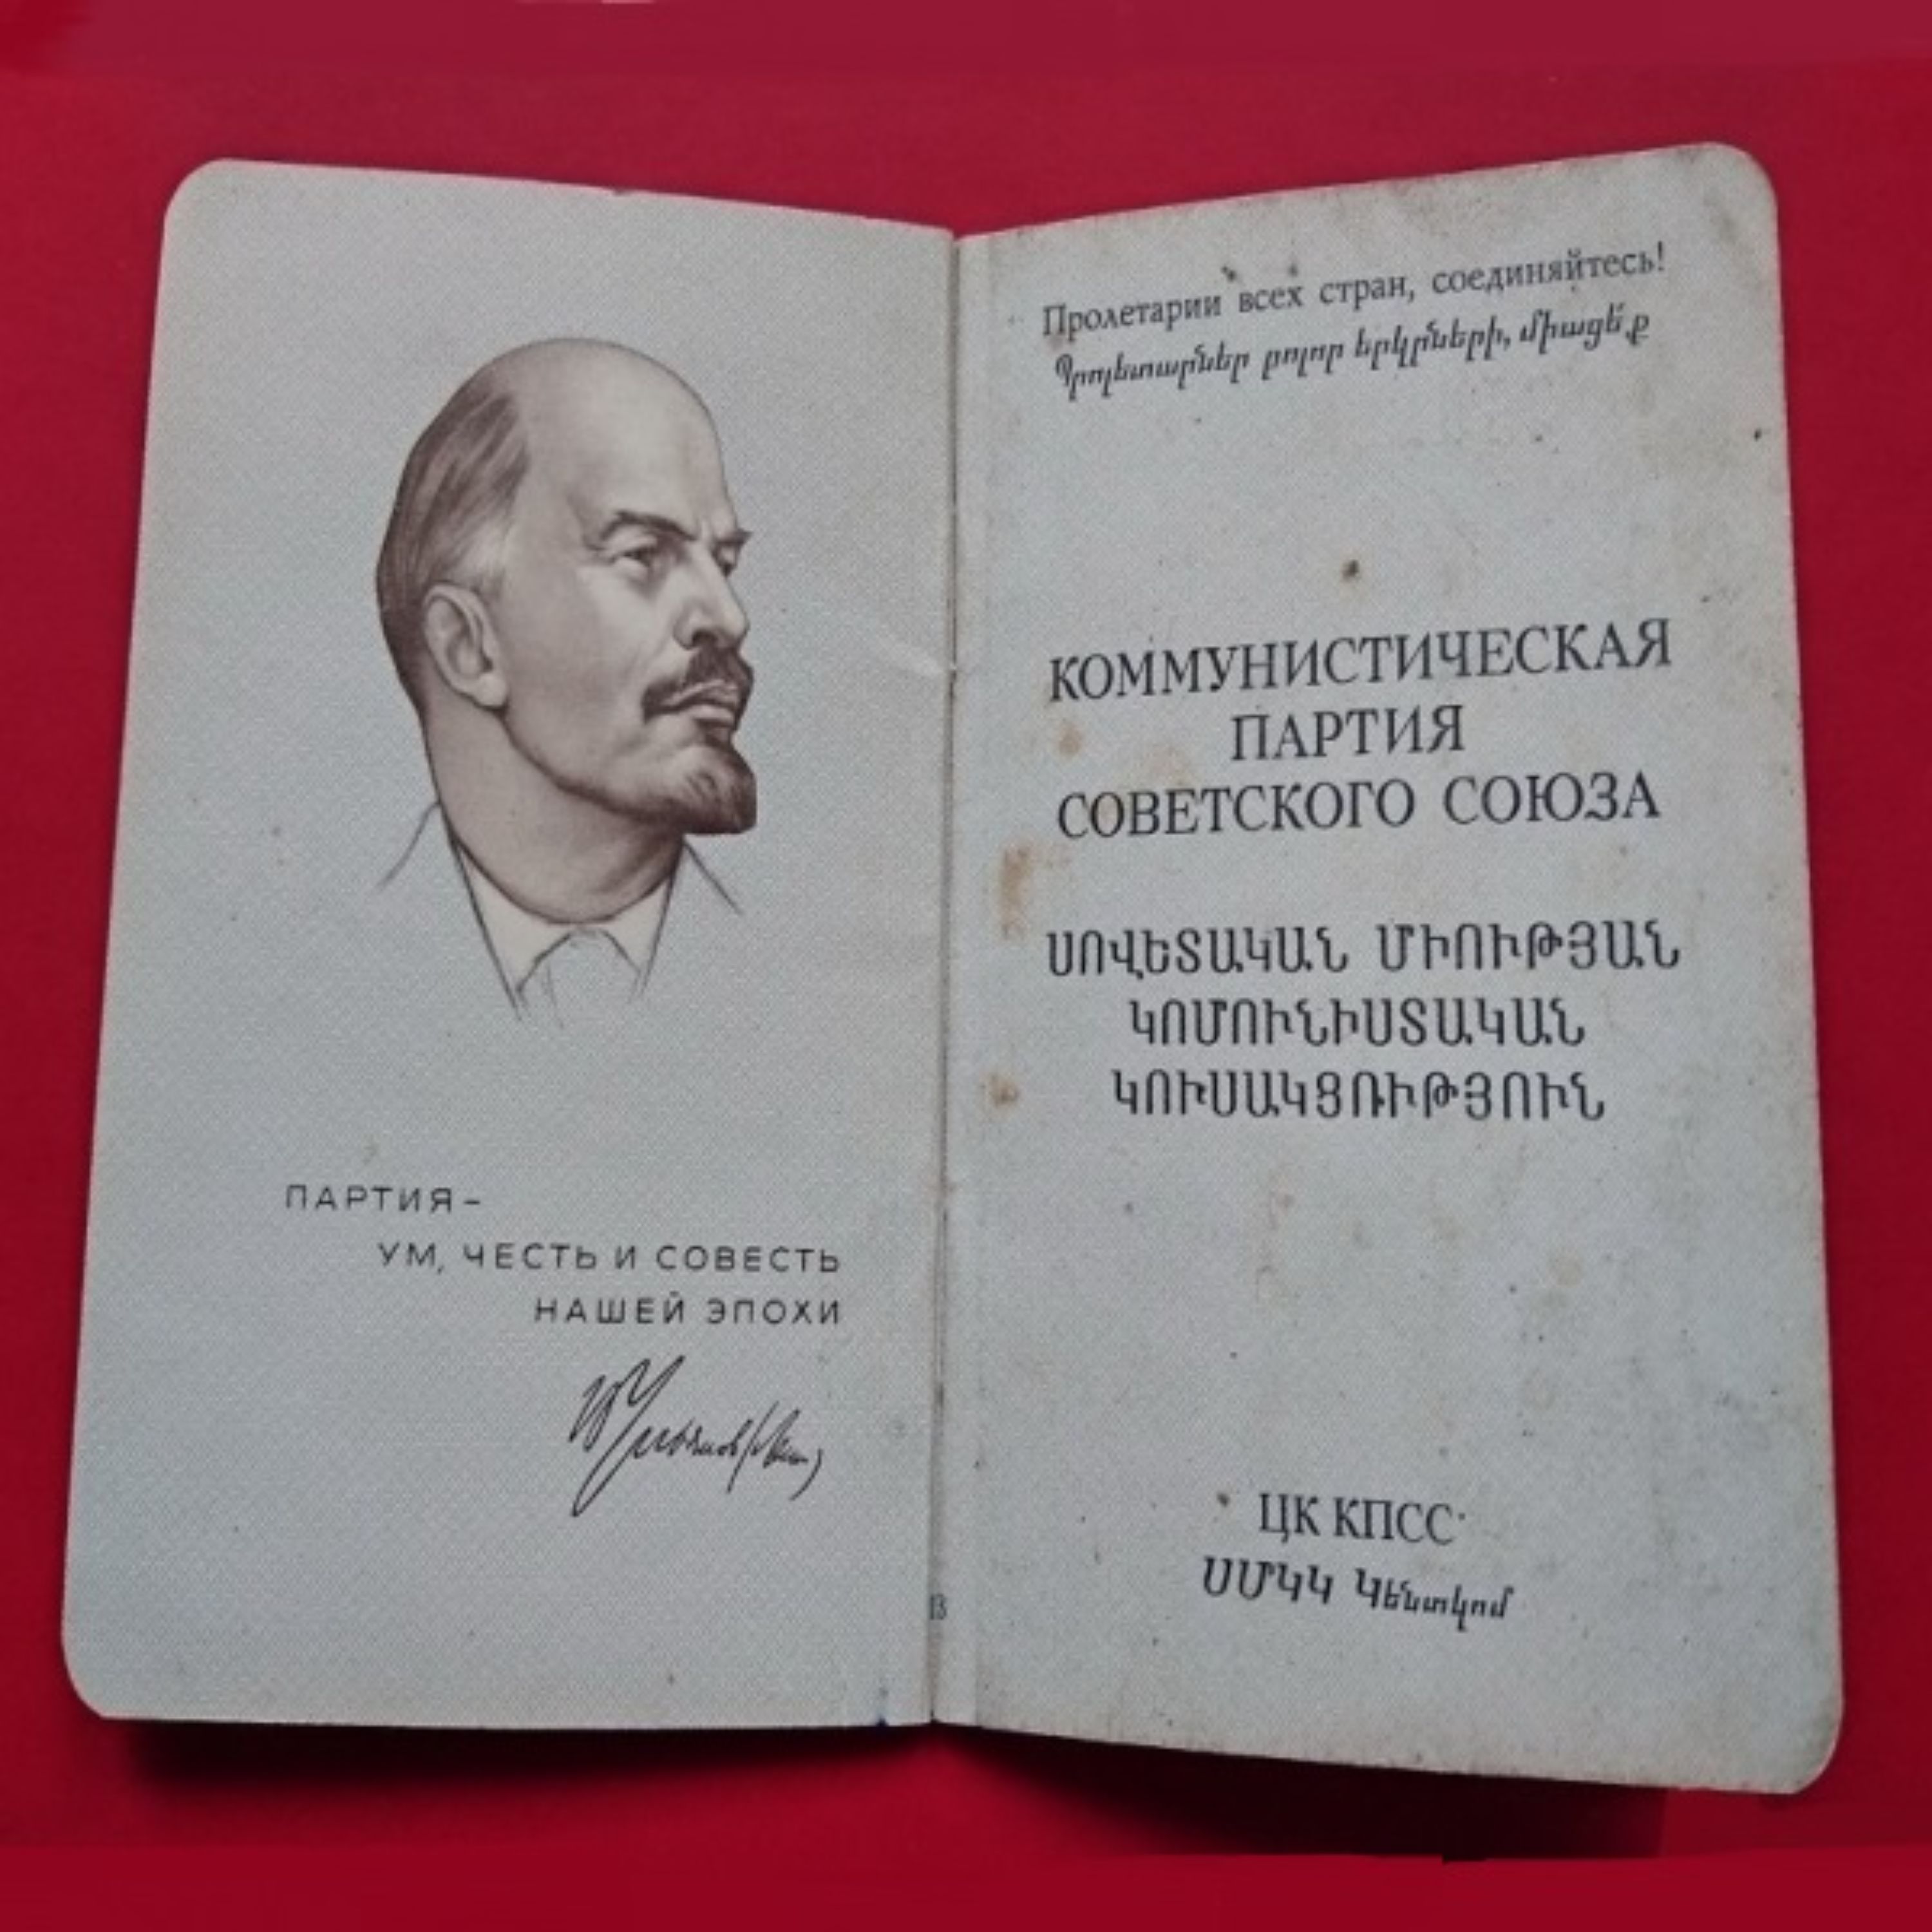 ПАРТИЯ–
УМ, ЧЕСТЬ И СОВЕСТЬ
НАШЕЙ ЭПОХИ
Пролетарии всех стран, соединяйтесь!
Պրոլետարներ բոլոր երկրների, միացե՛ք
КОММУНИСТИЧЕСКАЯ
ПАРТИЯ
СОВЕТСКОГО СОЮЗА
ՍՈՎԵՏԱԿԱՆ ՄԻՈՒԹՅԱՆ
ԿՈՄՈՒՆԻՍՏԱԿԱՆ
ԿՈՒՍԱԿՑՈՒԹՅՈՒՆ
ЦК КПСС
ՍՄԿԿ Կենտկոմ